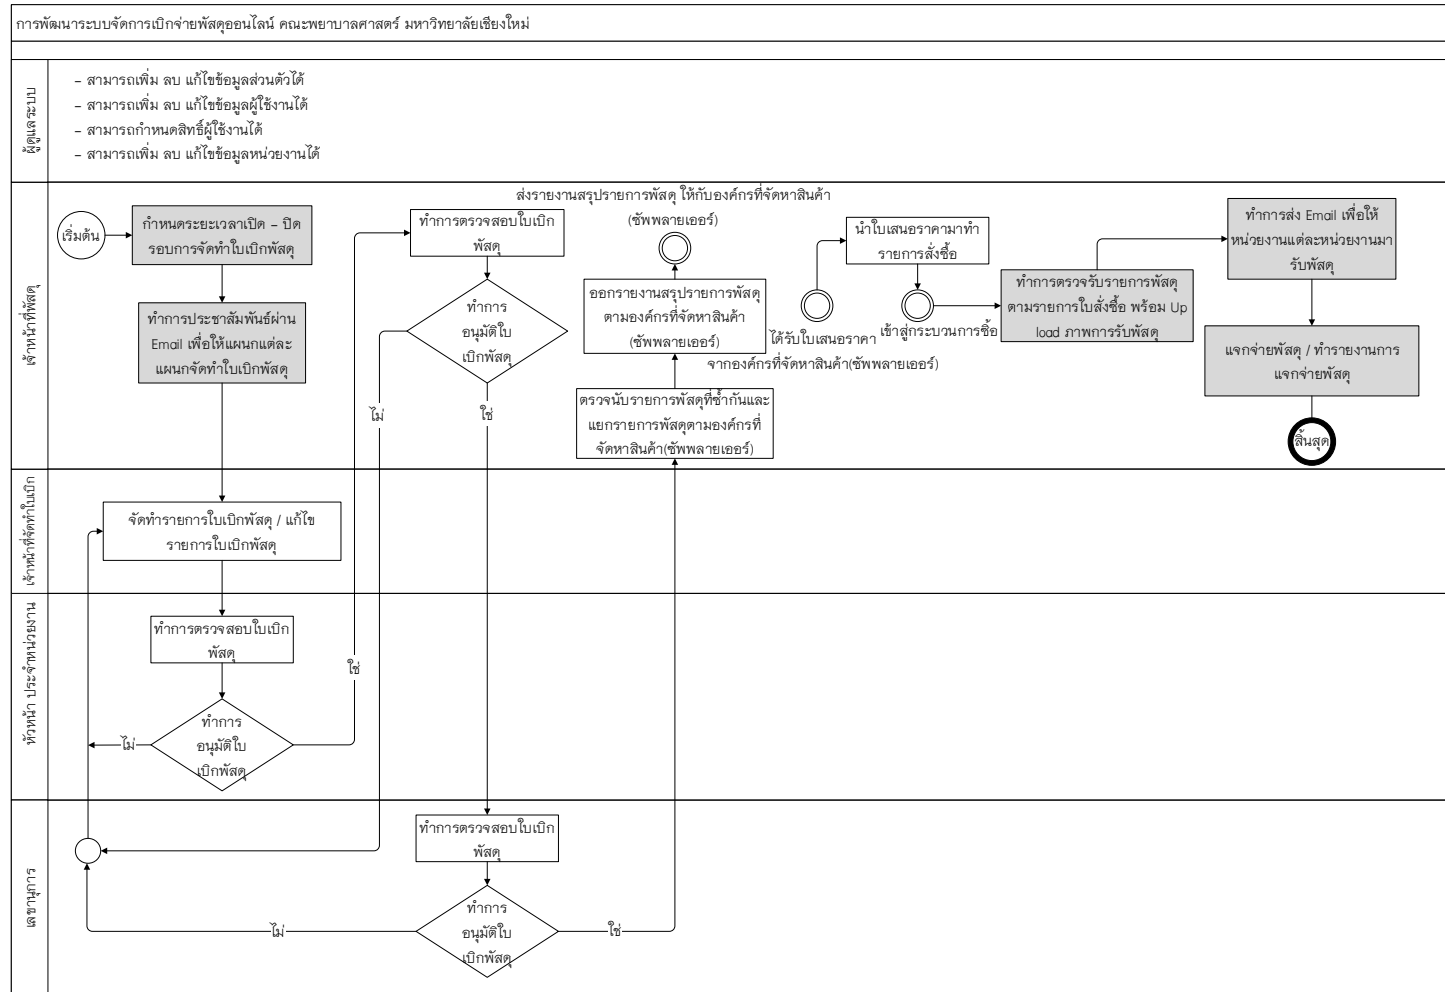 การพัฒนาระบบจัดการเบิกจ่ายพัสดุออนไลน์ คณะพยาบาลศาสตร์ มหาวิทยาลัยเชียงใหม่
ผู้ดูแลระบบ
– สามารถเพิ่ม ลบ แก้ไขข้อมูลส่วนตัวได้
– สามารถเพิ่ม ลบ แก้ไขข้อมูลผู้ใช้งานได้
– สามารถกำหนดสิทธิ์ผู้ใช้งานได้
– สามารถเพิ่ม ลบ แก้ไขข้อมูลหน่วยงานได้
เจ้าหน้าที่พัสดุ
เริ่มต้น
กำหนดระยะเวลาเปิด – ปิด
รอบการจัดทำใบเบิกพัสดุ
ทำการประชาสัมพันธ์ผ่าน
Email เพื่อให้แผนกแต่ละ
แผนกจัดทำใบเบิกพัสดุ
ทำการตรวจสอบใบเบิก
พัสดุ
ทำการ
อนุมัติใบ
เบิกพัสดุ
ไม่
ใช่
ส่งรายงานสรุปรายการพัสดุ ให้กับองค์กรที่จัดหาสินค้า
(ซัพพลายเออร์)
ออกรายงานสรุปรายการพัสดุ
ตามองค์กรที่จัดหาสินค้า
(ซัพพลายเออร์)
ตรวจนับรายการพัสดุที่ซ้ำกันและ
แยกรายการพัสดุตามองค์กรที่
จัดหาสินค้า(ซัพพลายเออร์)
ได้รับใบเสนอราคา
จากองค์กรที่จัดหาสินค้า(ซัพพลายเออร์)
นำใบเสนอราคามาทำ
รายการสั่งซื้อ
เข้าสู่กระบวนการซื้อ
ทำการตรวจรับรายการพัสดุ
ตามรายการใบสั่งซื้อ พร้อม Up
load ภาพการรับพัสดุ
ทำการส่ง Email เพื่อให้
หน่วยงานแต่ละหน่วยงานมา
รับพัสดุ
แจกจ่ายพัสดุ / ทำรายงานการ
แจกจ่ายพัสดุ
สิ้นสุด
เจ้าหน้าที่จัดทำใบเบิก
จัดทำรายการใบเบิกพัสดุ / แก้ไข
รายการใบเบิกพัสดุ
หัวหน้า ประจำหน่วยงาน
ทำการตรวจสอบใบเบิก
พัสดุ
ทำการ
อนุมัติใบ
เบิกพัสดุ
ไม่
ใช่
เลขานุการ
ทำการตรวจสอบใบเบิก
พัสดุ
ทำการ
อนุมัติใบ
เบิกพัสดุ
ไม่
ใช่